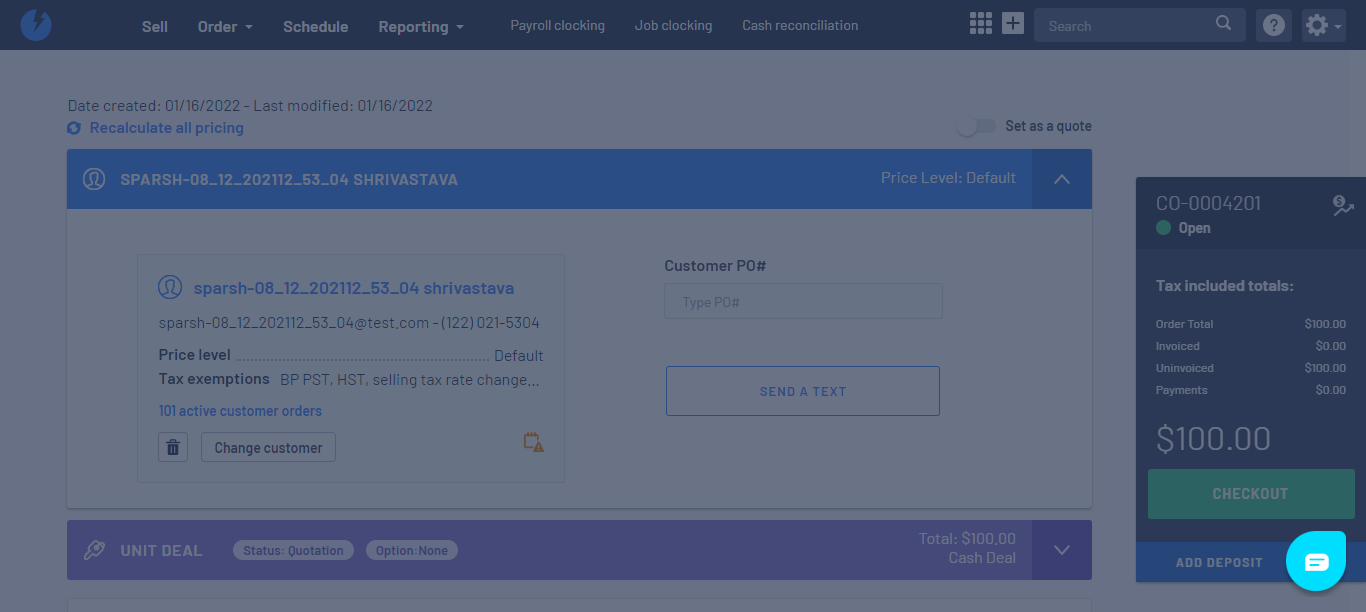 Sell Order Schedule Reporting Payroll clocking Job clocking Cash reconciliation Search
Date created: 01/16/2022 - Last modified: 01/16/2022
Recalculate all pricing
Set as a quote
SPARSH-08_12_202112_53_04 SHRIVASTAVA
Price Level: Default
sparsh-08_12_202112_53_04 shrivastava
sparsh-08_12_202112_53_04@test.com - (122) 021-5304
Price level Default
Tax exemptions BP PST, HST, selling tax rate change...
101 active customer orders
Change customer
Customer PO#
Type PO#
SEND A TEXT
UNIT DEAL Status: Quotation Option:None
Total: $100.00
Cash Deal
CO-0004201
Open
Tax included totals:
Order Total $100.00
Invoiced $0.00
Uninvoiced $100.00
Payments $0.00
$100.00
CHECKOUT
ADD DEPOSIT